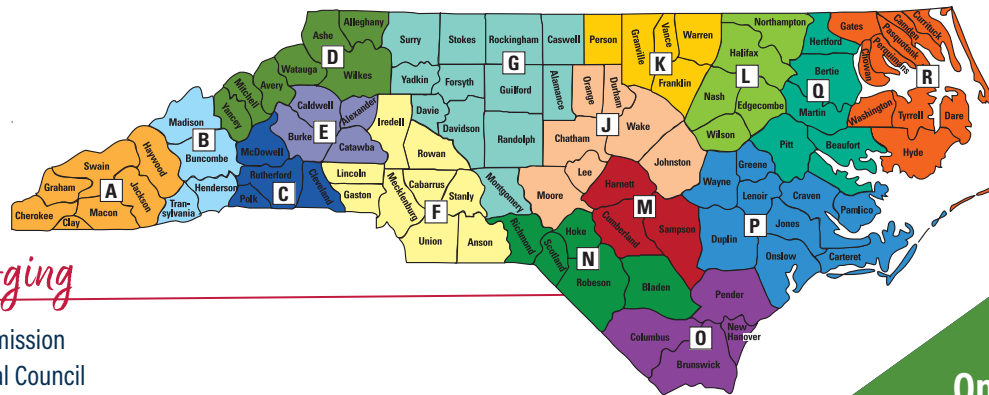 Ashe
Alleghany
Surry
Stokes
Rockingham
Caswell
Person
Granville
Vance
Warren
Northampton
Gates
Camden
Currituck
Pasquotank
Perquimans
Chowan
Hertford
Halifax
D
Watauga
Wilkes
G
K
L
R
Q
Bertie
Mitchell
Avery
Yancey
Yadkin
Forsyth
Guilford
Alamance
Orange
Durham
Franklin
Nash
Edgecombe
Martin
Washington
Tyrrell
Dare
Madison
B
Buncombe
Caldwell
Alexander
E
Burke
Catawba
Iredell
Davie
Davidson
Randolph
Chatham
J
Wake
Wilson
Pitt
Beaufort
Hyde
Swain
Haywood
McDowell
Rowan
Johnston
Greene
Graham
A
Jackson
Macon
Cherokee
Clay
Tran-
sylvania
Henderson
Rutherford
Polk
C
Cleveland
Lincoln
Gaston
Mecklenburg
Cabarrus
Stanly
F
Union
Anson
Montgomery
Moore
Lee
Harnett
M
Cumberland
Sampson
Wayne
Lenoir
Craven
Pamlico
Jones
P
Duplin
Onslow
Carteret
Richmond
Scotland
Hoke
N
Robeson
Bladen
Pender
Columbus
O
New
Hanover
Brunswick
ging
mission
al Council
On